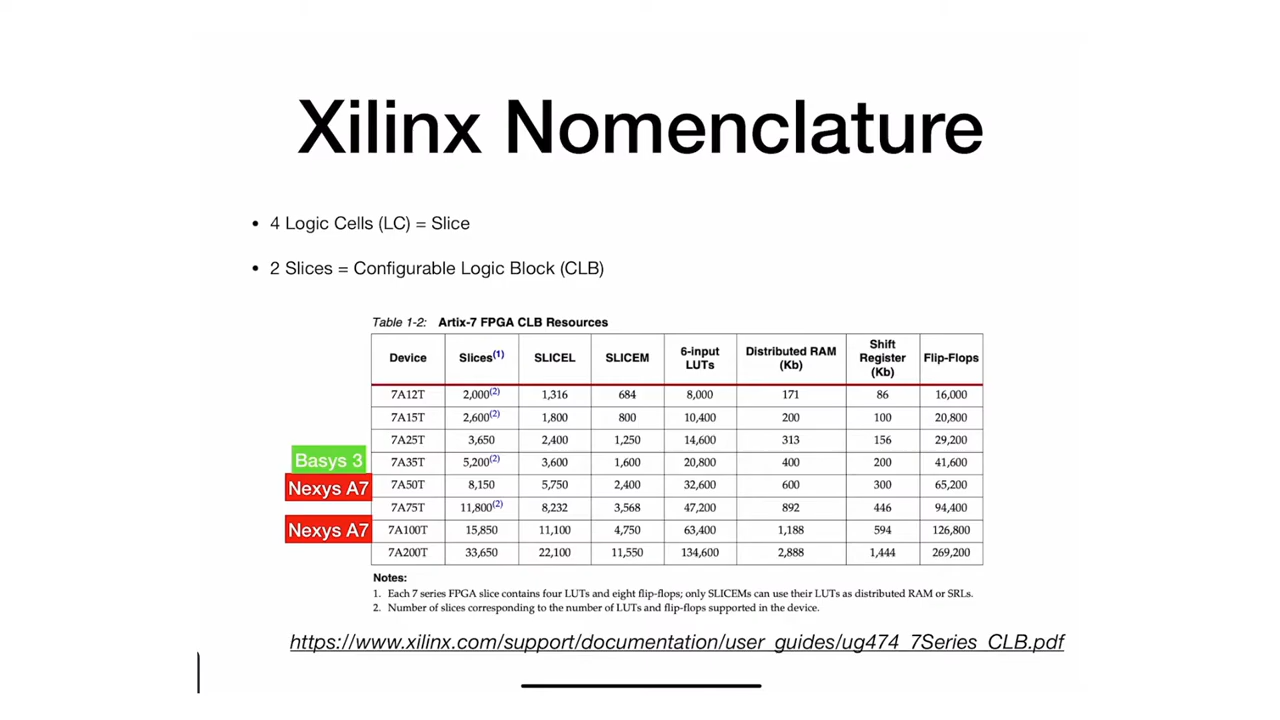 Xilinx Nomenclature
• 4 Logic Cells (LC) = Slice
• 2 Slices = Configurable Logic Block (CLB)
Table 1-2: Artix-7 FPGA CLB Resources
Device Slices(1) SLICEL SLICEM 6-input LUTs Distributed RAM (Kb) Shift Register (Kb) Flip-Flops
7A12T 2,000(2) 1,316 684 8,000 171 86 16,000
7A15T 2,600(2) 1,800 800 10,400 200 100 20,800
7A25T 3,650 2,400 1,250 14,600 313 156 29,200
Basys 3 7A35T 5,200(2) 3,600 1,600 20,800 400 200 41,600
Nexys A7 7A50T 8,150 5,750 2,400 32,600 600 300 65,200
7A75T 11,800(2) 8,232 3,568 47,200 892 446 94,400
Nexys A7 7A100T 15,850 11,100 4,750 63,400 1,188 594 126,800
7A200T 33,650 22,100 11,550 134,600 2,888 1,444 269,200
Notes:
1. Each 7 series FPGA slice contains four LUTs and eight flip-flops; only SLICEMs can use their LUTs as distributed RAM or SRLs.
2. Number of slices corresponding to the number of LUTs and flip-flops supported in the device.
https://www.xilinx.com/support/documentation/user_guides/ug474_7Series_CLB.pdf